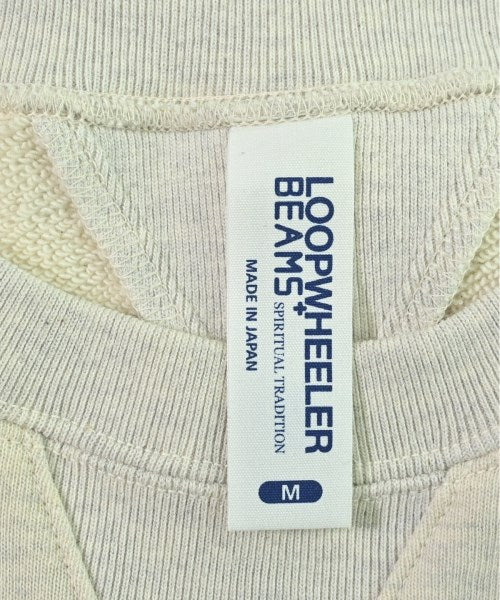 LOOPWHEELER
BEAMS+
SPIRITUAL TRADITION
MADE IN JAPAN
M